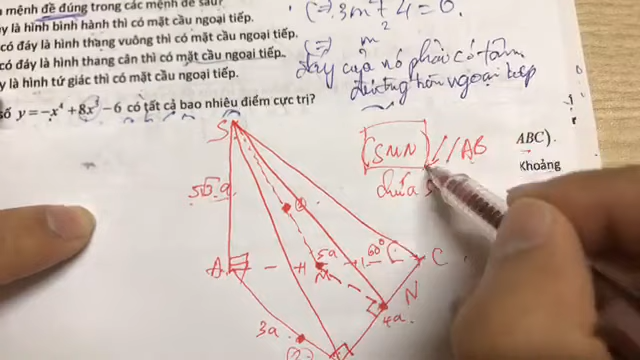 mệnh đề đúng trong các mệnh đề sau?
y là hình bình hành thì có mặt cầu ngoại tiếp.
có đáy là hình thang vuông thì có mặt cầu ngoại tiếp.
có đáy là hình thang cân thì có mặt cầu ngoại tiếp.
y là hình tứ giác thì có mặt cầu ngoại tiếp.
(=) 3m² + 4 = 0.
(=) m
đáy của nó phải có tâm
đường tròn ngoại tiếp
số y = −x⁴ + 8x³ − 6 có tất cả bao nhiêu điểm cực trị?
S
(SMN) // AB
chứa S
ABC).
Khoảng
5√3.a
5a
60°
A
H
M
C
N
4a
3a